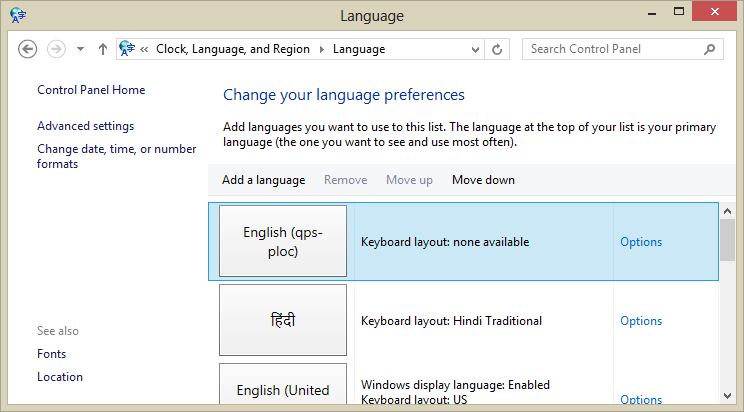 Language
Clock, Language, and Region
Language
Search Control Panel
Control Panel Home
Advanced settings
Change date, time, or number
formats
See also
Fonts
Location
Change your language preferences
Add languages you want to use to this list. The language at the top of your list is your primary
language (the one you want to see and use most often).
Add a language Remove Move up Move down
English (qps-
ploc)
Keyboard layout: none available
Options
हिंदी
Keyboard layout: Hindi Traditional
Options
English (United
Windows display language: Enabled
Keyboard layout: US
Options